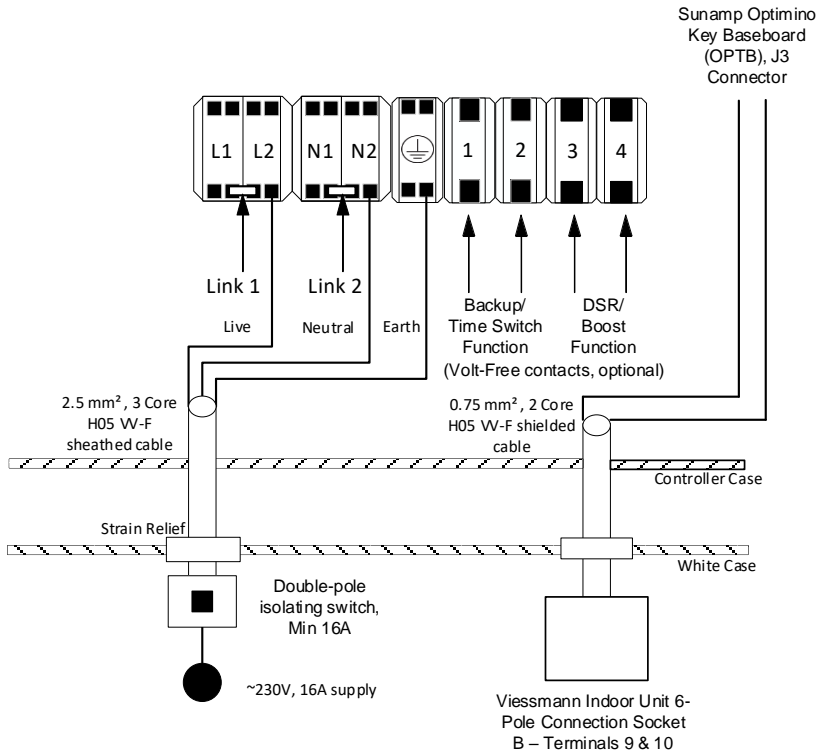 Sunamp Optimino
Key Baseboard
(OPTB), J3
Connector
L1 L2 N1 N2 1 2 3 4
Link 1
Link 2
Live
Neutral
Earth
Backup/
Time Switch
Function
DSR/
Boost
Function
(Volt-Free contacts, optional)
2.5 mm², 3 Core
H05 VV-F
sheathed cable
0.75 mm², 2 Core
H05 VV-F shielded
cable
Controller Case
Strain Relief
White Case
Double-pole
isolating switch,
Min 16A
~230V, 16A supply
Viessmann Indoor Unit 6-
Pole Connection Socket
B – Terminals 9 & 10